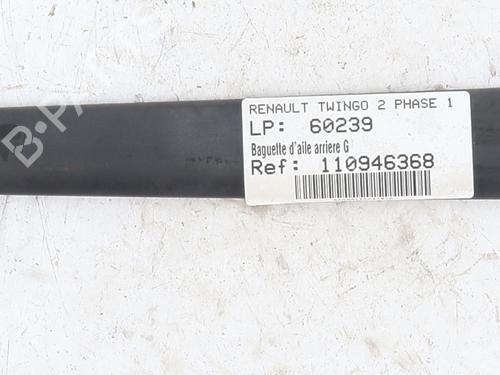 RENAULT TWINGO 2 PHASE 1
LP: 60239
Baguette d'aile arriere G
Ref: 110946368